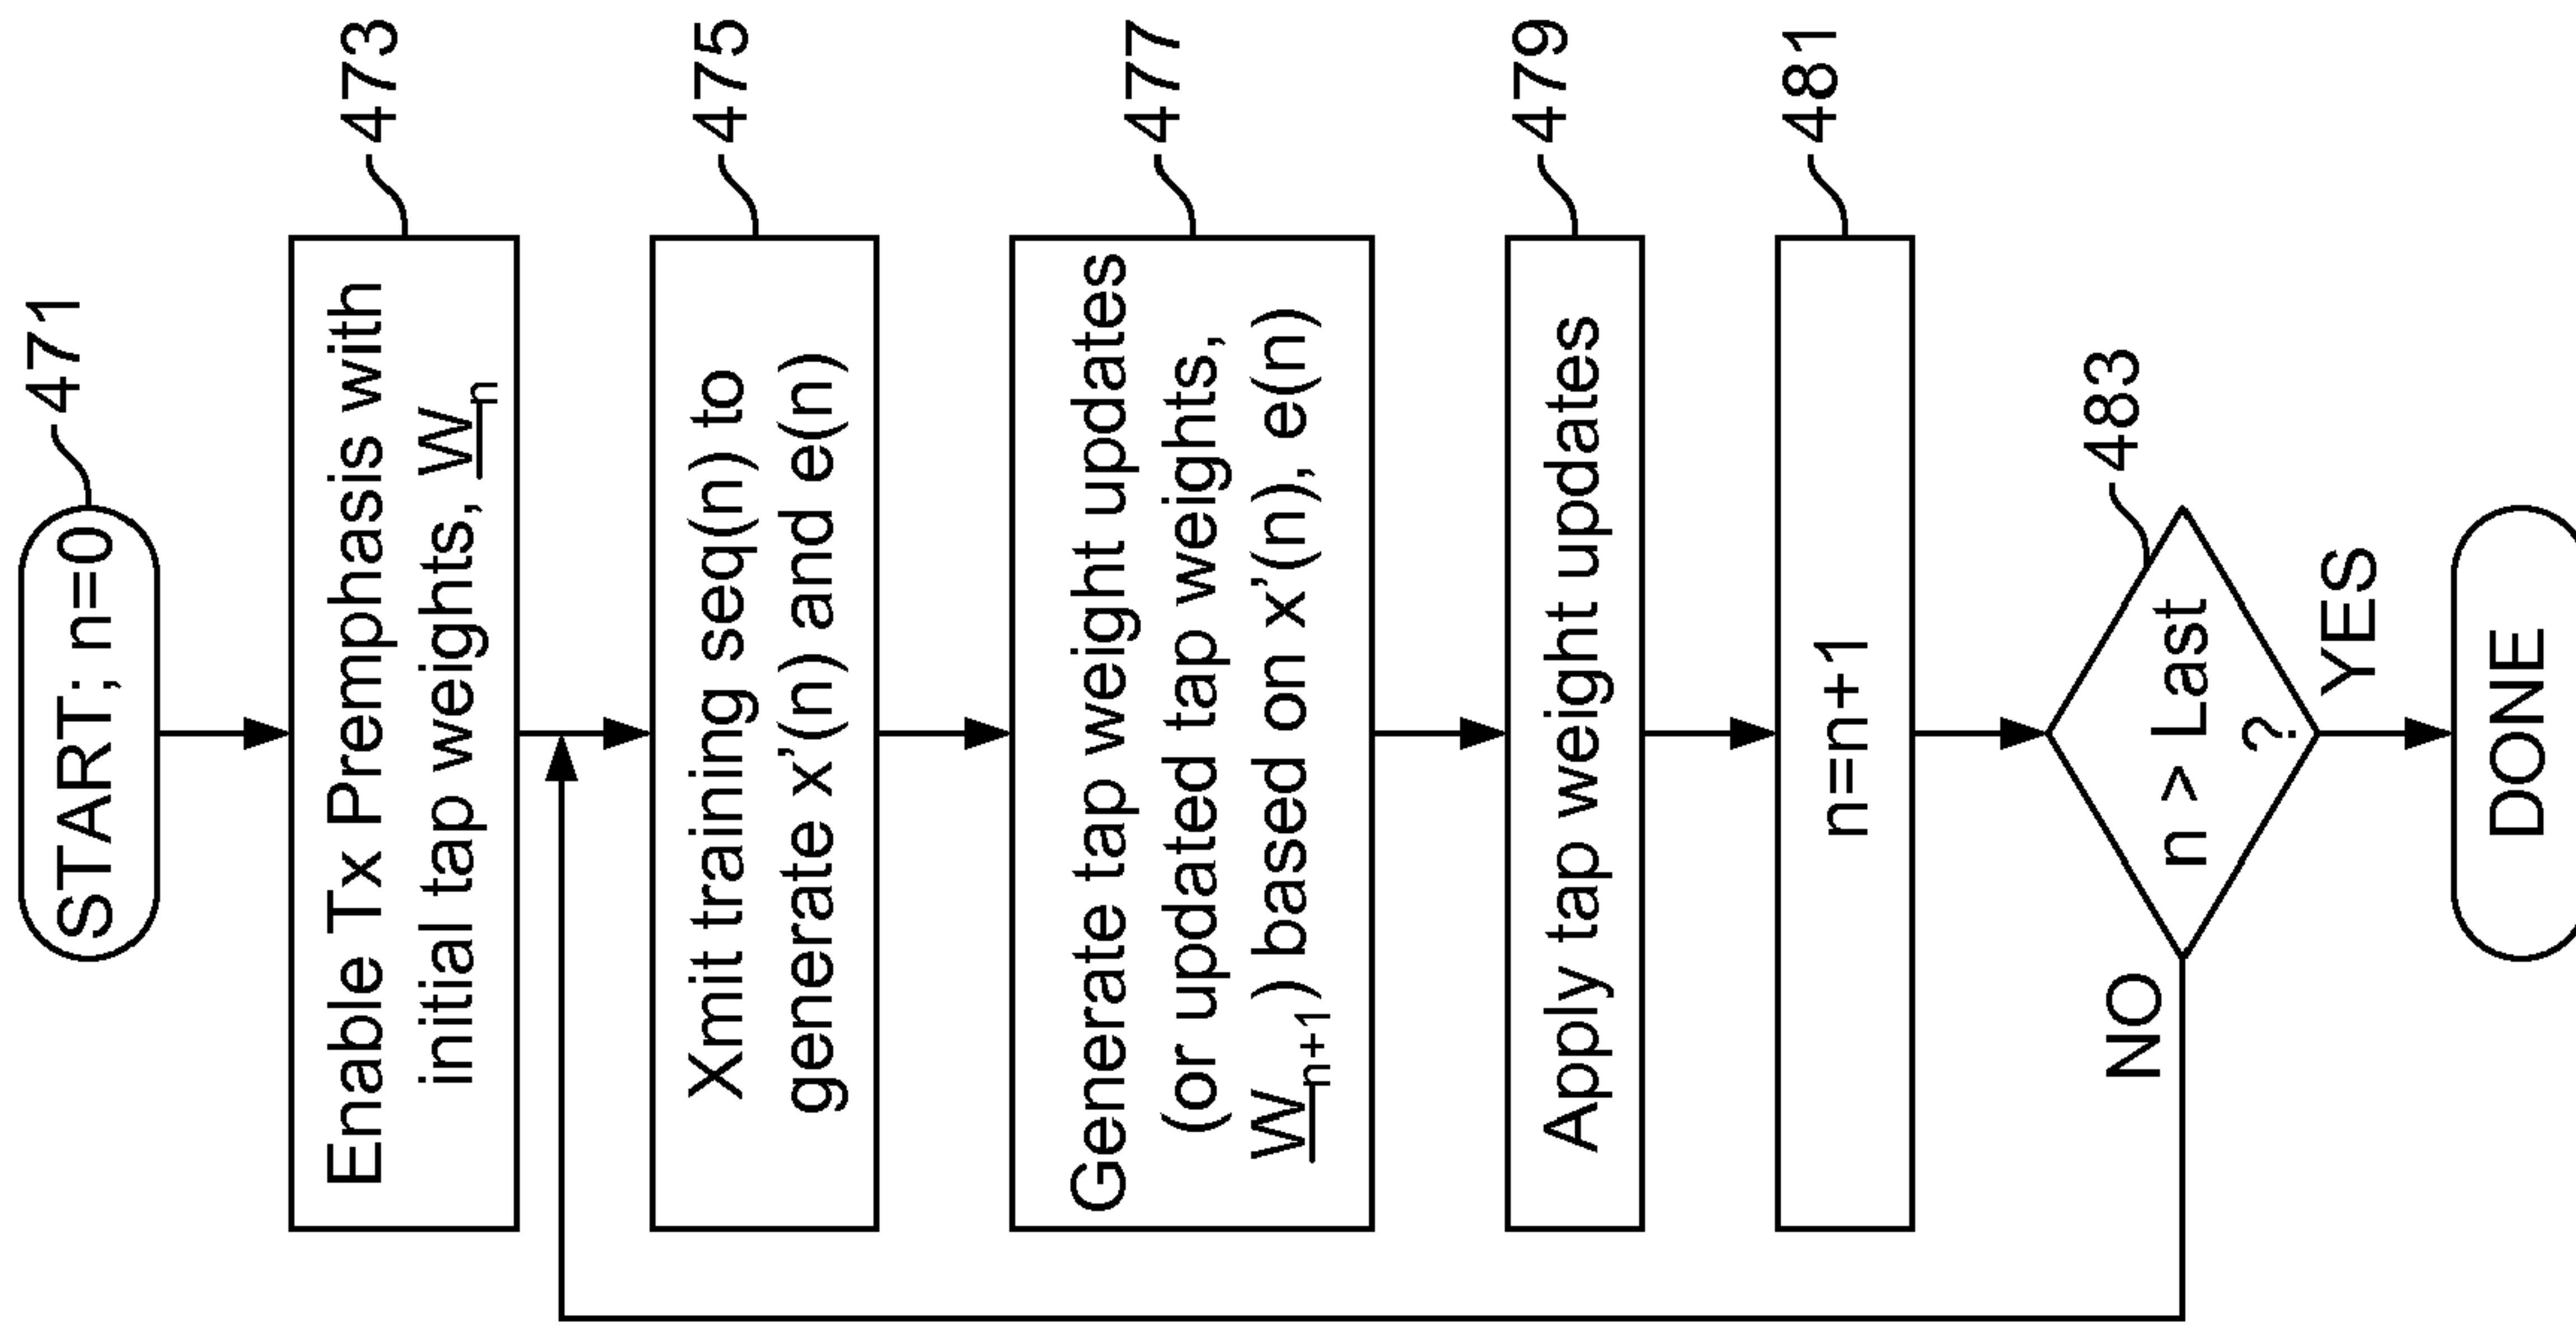 START; n=0
471
Enable Tx Premphasis with
initial tap weights, W_n
473
Xmit training seq(n) to
generate x'(n) and e(n)
475
Generate tap weight updates
(or updated tap weights,
W_n+1) based on x'(n), e(n)
477
Apply tap weight updates
479
n=n+1
481
n > Last
?
483
NO
YES
DONE